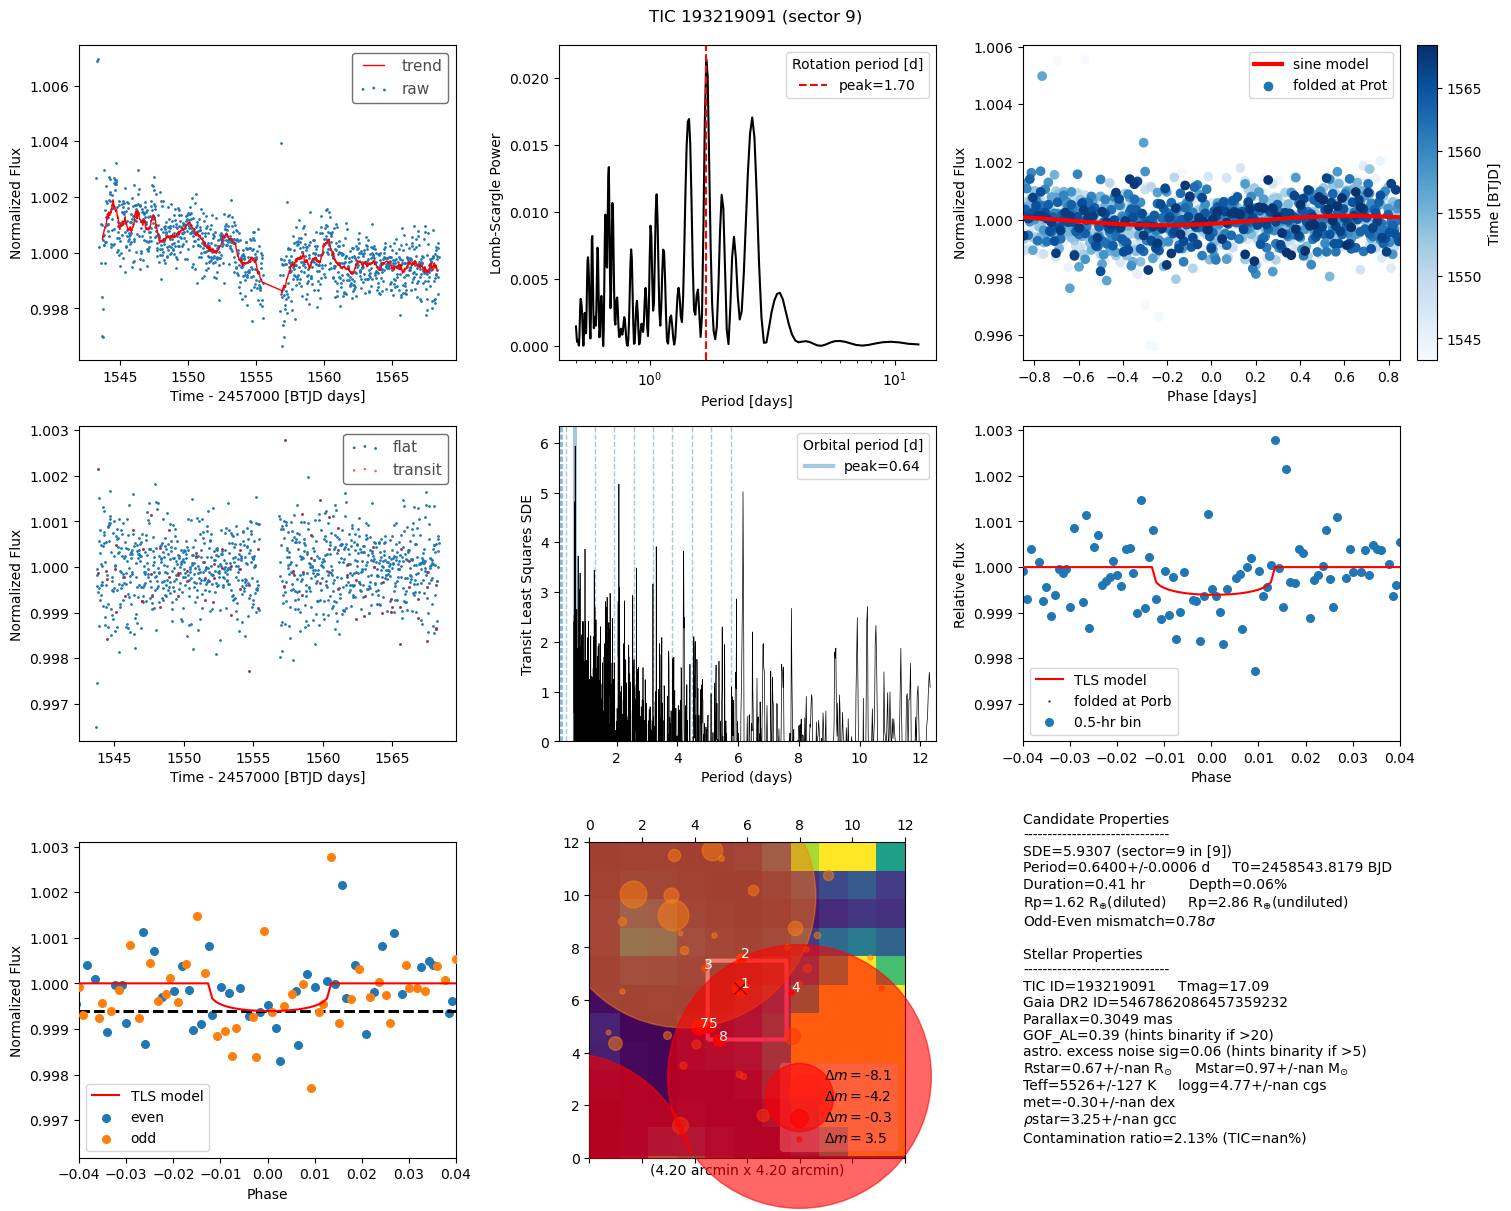 TIC 193219091 (sector 9)
Normalized Flux
1.006
1.004
1.002
1.000
0.998
trend
raw
1545
1550
1555
1560
1565
Time - 2457000 [BTJD days]
Lomb-Scargle Power
0.020
0.015
0.010
0.005
0.000
Rotation period [d]
peak=1.70
10⁰
10¹
Period [days]
Normalized Flux
1.006
1.004
1.002
1.000
0.998
0.996
sine model
folded at Prot
−0.8
−0.6
−0.4
−0.2
0.0
0.2
0.4
0.6
0.8
Phase [days]
1565
1560
1555
1550
1545
Time [BTJD]
Normalized Flux
1.003
1.002
1.001
1.000
0.999
0.998
0.997
flat
transit
1545
1550
1555
1560
1565
Time - 2457000 [BTJD days]
Transit Least Squares SDE
6
5
4
3
2
1
0
Orbital period [d]
peak=0.64
2
4
6
8
10
12
Period (days)
Relative flux
1.003
1.002
1.001
1.000
0.999
0.998
0.997
TLS model
folded at Porb
0.5-hr bin
−0.04
−0.03
−0.02
−0.01
0.00
0.01
0.02
0.03
0.04
Phase
Normalized Flux
1.003
1.002
1.001
1.000
0.999
0.998
0.997
TLS model
even
odd
−0.04
−0.03
−0.02
−0.01
0.00
0.01
0.02
0.03
0.04
Phase
0
2
4
6
8
10
12
12
10
8
6
4
2
0
2
3
1
4
75
8
Δm = -8.1
Δm = -4.2
Δm = -0.3
Δm = 3.5
(4.20 arcmin x 4.20 arcmin)
Candidate Properties
------------------------------
SDE=5.9307 (sector=9 in [9])
Period=0.6400+/-0.0006 d     T0=2458543.8179 BJD
Duration=0.41 hr          Depth=0.06%
Rp=1.62 R⊕(diluted)     Rp=2.86 R⊕(undiluted)
Odd-Even mismatch=0.78σ
Stellar Properties
------------------------------
TIC ID=193219091     Tmag=17.09
Gaia DR2 ID=5467862086457359232
Parallax=0.3049 mas
GOF_AL=0.39 (hints binarity if >20)
astro. excess noise sig=0.06 (hints binarity if >5)
Rstar=0.67+/-nan R⊙     Mstar=0.97+/-nan M⊙
Teff=5526+/-127 K     logg=4.77+/-nan cgs
met=-0.30+/-nan dex
ρstar=3.25+/-nan gcc
Contamination ratio=2.13% (TIC=nan%)